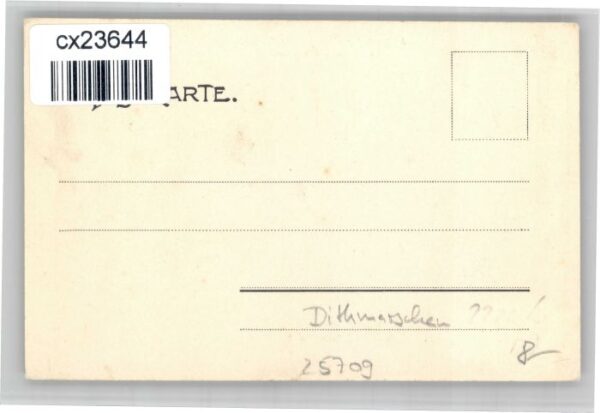 cx23644
ARTE.
Dithmarschen
25709
8-